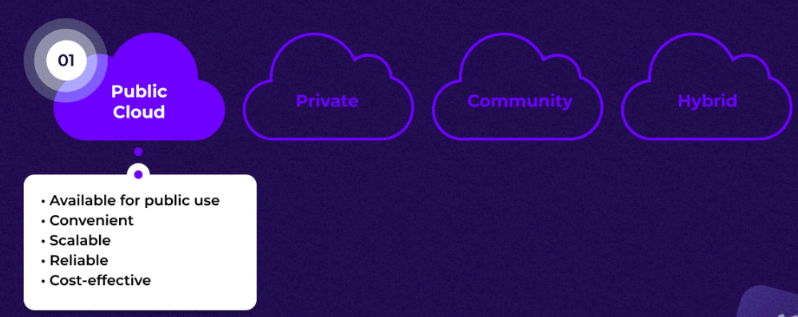 01
Public
Cloud
Private
Community
Hybrid
• Available for public use
• Convenient
• Scalable
• Reliable
• Cost-effective